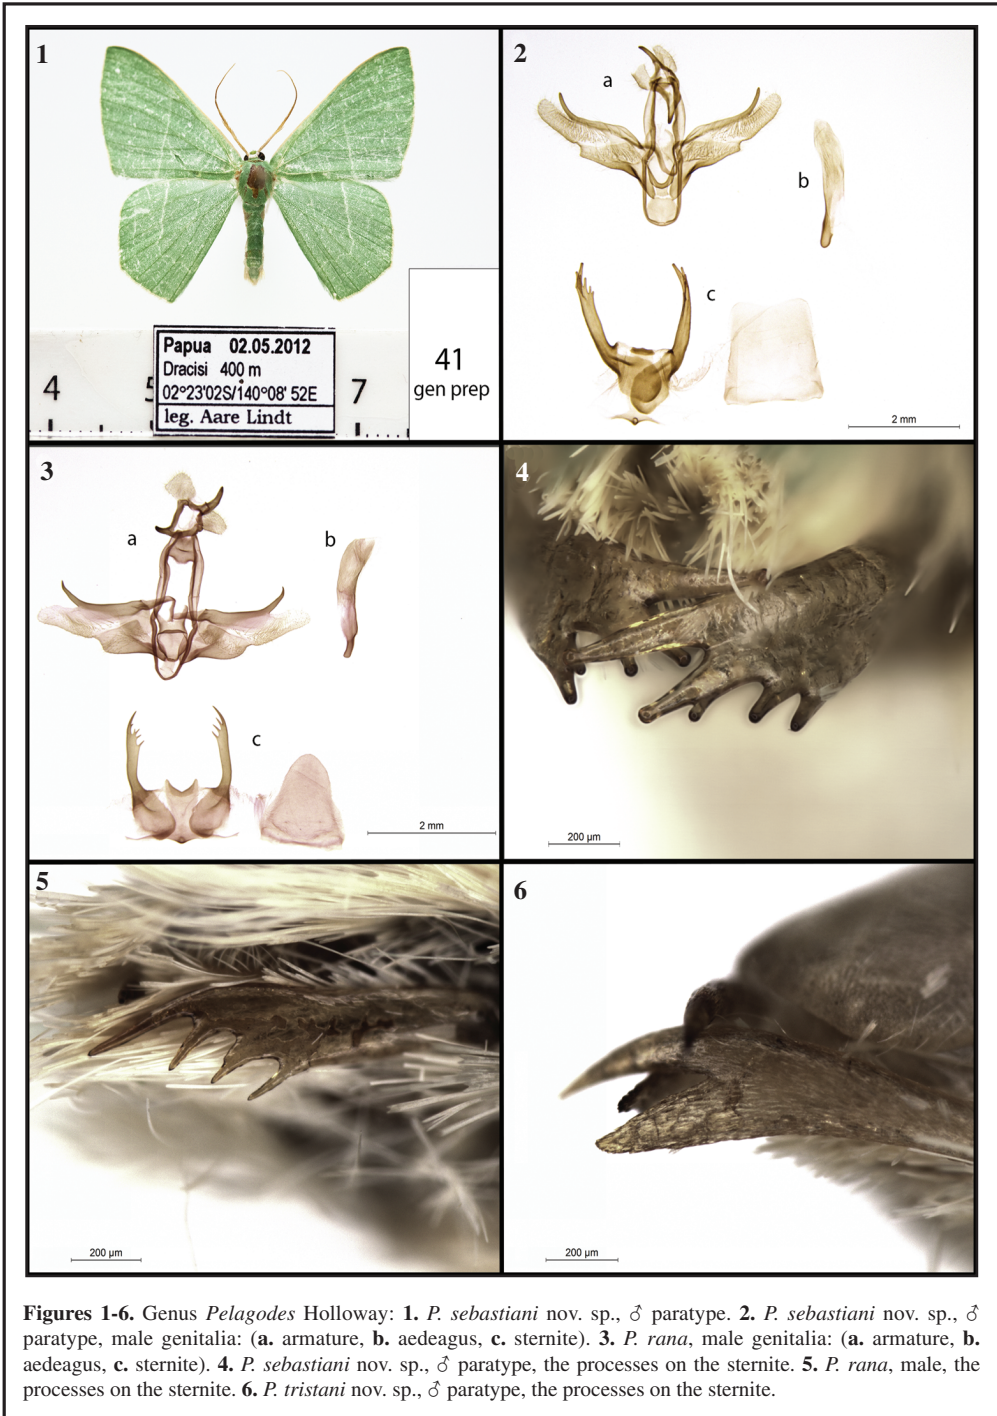 1
Papua 02.05.2012
Dracisi 400 m
02°23'02S/140°08' 52E
leg. Aare Lindt
4
5
7
41
gen prep
2
a
b
c
2 mm
3
a
b
c
2 mm
4
200 µm
5
200 µm
6
200 µm
Figures 1-6. Genus Pelagodes Holloway: 1. P. sebastiani nov. sp., ♂ paratype. 2. P. sebastiani nov. sp., ♂
paratype, male genitalia: (a. armature, b. aedeagus, c. sternite). 3. P. rana, male genitalia: (a. armature, b.
aedeagus, c. sternite). 4. P. sebastiani nov. sp., ♂ paratype, the processes on the sternite. 5. P. rana, male, the
processes on the sternite. 6. P. tristani nov. sp., ♂ paratype, the processes on the sternite.